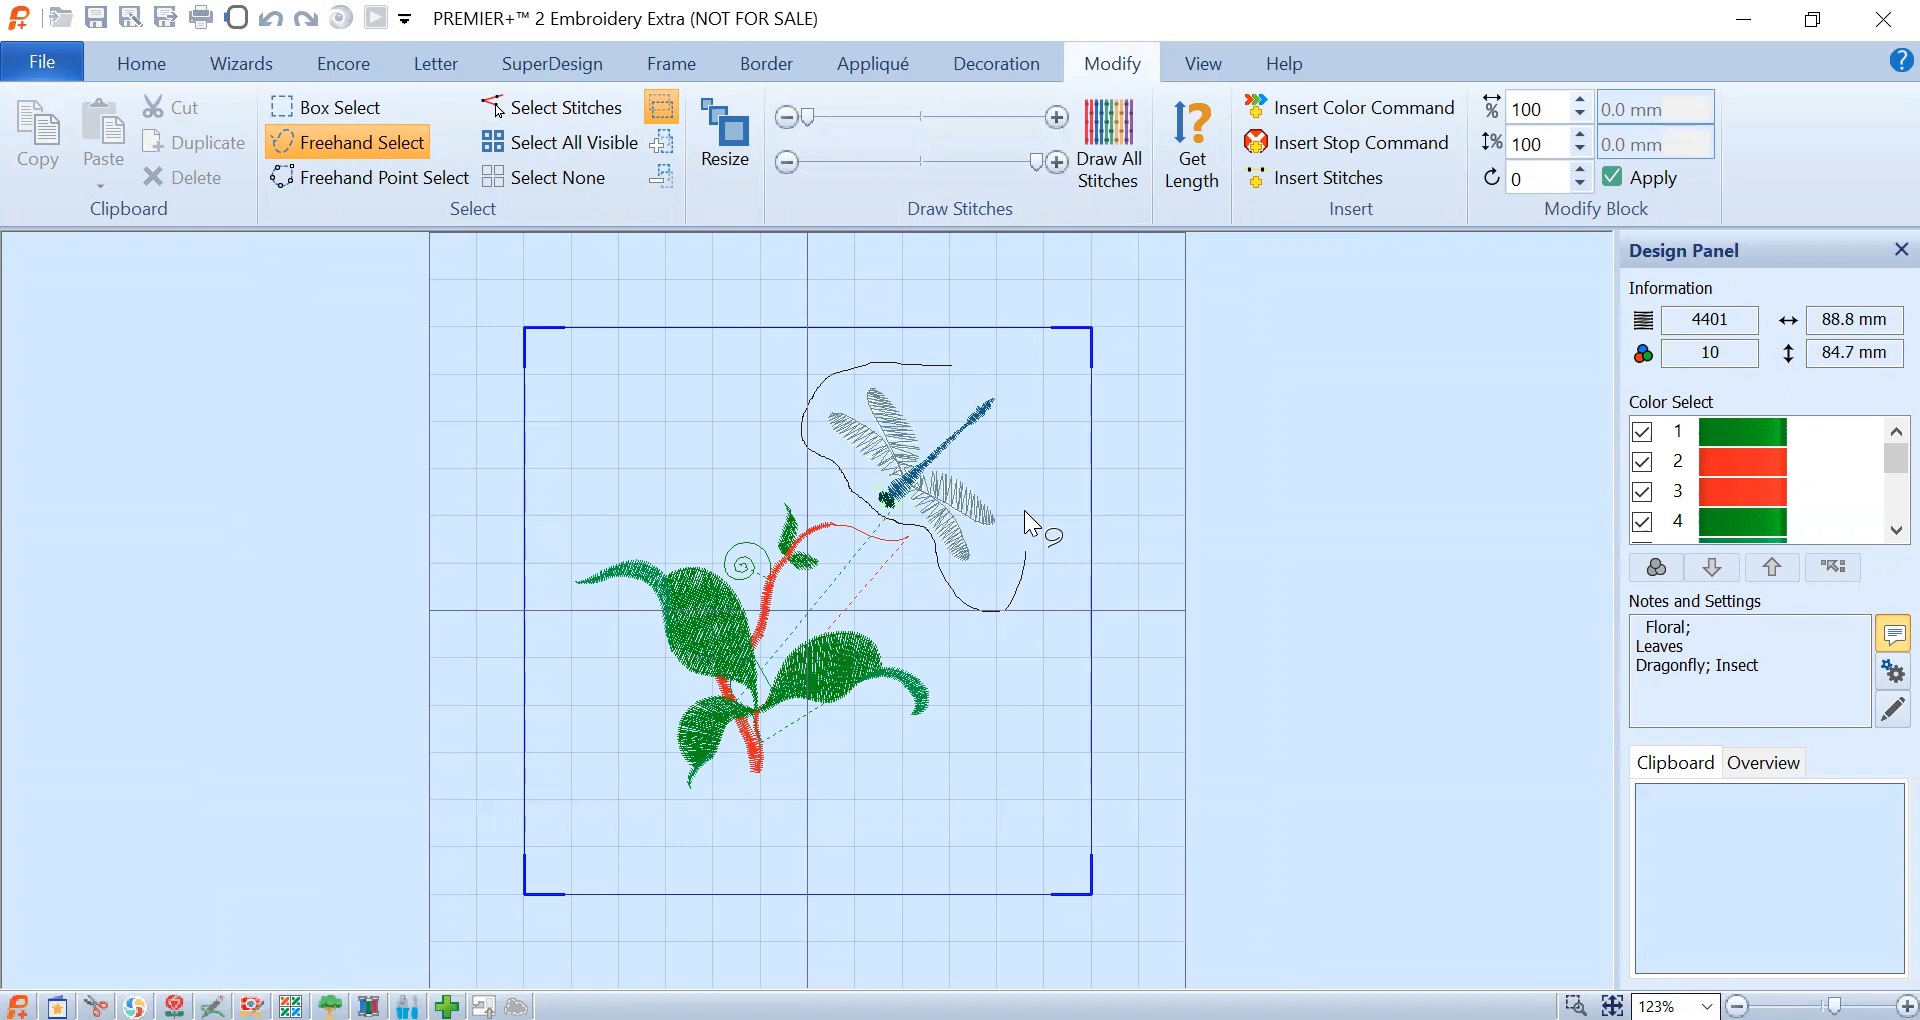 PREMIER+™ 2 Embroidery Extra (NOT FOR SALE)
File Home Wizards Encore Letter SuperDesign Frame Border Appliqué Decoration Modify View Help
Copy
Paste
Cut
Duplicate
Delete
Clipboard
Box Select
Freehand Select
Freehand Point Select
Select Stitches
Select All Visible
Select None
Select
Resize
Draw All
Stitches
Draw Stitches
Get
Length
Insert Color Command
Insert Stop Command
Insert Stitches
Insert
% 100 0.0 mm
% 100 0.0 mm
0 Apply
Modify Block
Design Panel
Information
4401 88.8 mm
10 84.7 mm
Color Select
1
2
3
4
Notes and Settings
Floral;
Leaves
Dragonfly; Insect
Clipboard Overview
123%